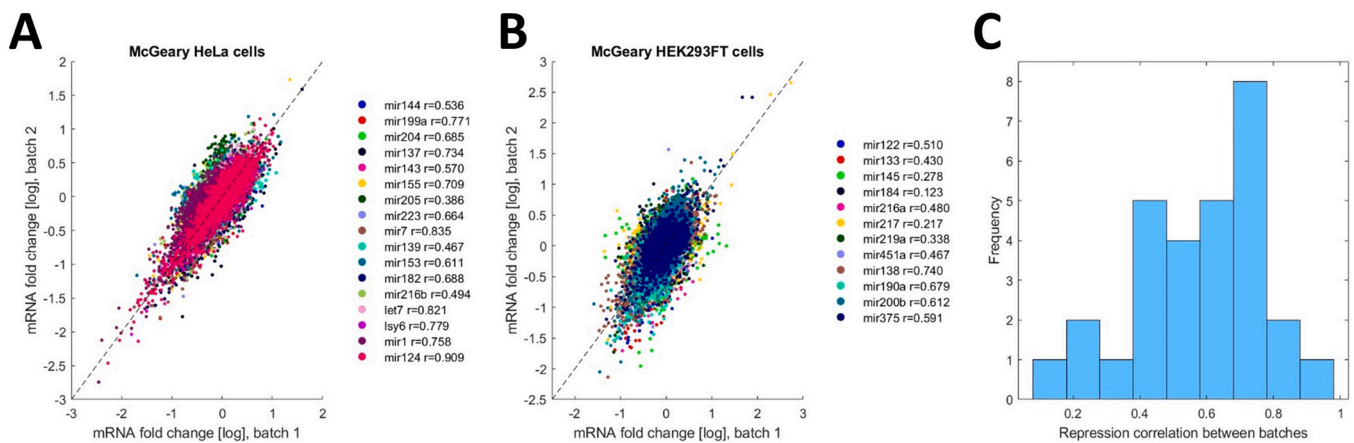 A
McGeary HeLa cells
mRNA fold change [log], batch 2
2
1.5
1
0.5
0
-0.5
-1
-1.5
-2
-2.5
-3
-3
-2
-1
0
1
2
mRNA fold change [log], batch 1
mir144 r=0.536
mir199a r=0.771
mir204 r=0.685
mir137 r=0.734
mir143 r=0.570
mir155 r=0.709
mir205 r=0.386
mir223 r=0.664
mir7 r=0.835
mir139 r=0.467
mir153 r=0.611
mir182 r=0.688
mir216b r=0.494
let7 r=0.821
lsy6 r=0.779
mir1 r=0.758
mir124 r=0.909
B
McGeary HEK293FT cells
mRNA fold change [log], batch 2
3
2.5
2
1.5
1
0.5
0
-0.5
-1
-1.5
-2
-2.5
-2
-1
0
1
2
3
mRNA fold change [log], batch 1
mir122 r=0.510
mir133 r=0.430
mir145 r=0.278
mir184 r=0.123
mir216a r=0.480
mir217 r=0.217
mir219a r=0.338
mir451a r=0.467
mir138 r=0.740
mir190a r=0.679
mir200b r=0.612
mir375 r=0.591
C
Frequency
8
7
6
5
4
3
2
1
0
0.2
0.4
0.6
0.8
1
Repression correlation between batches